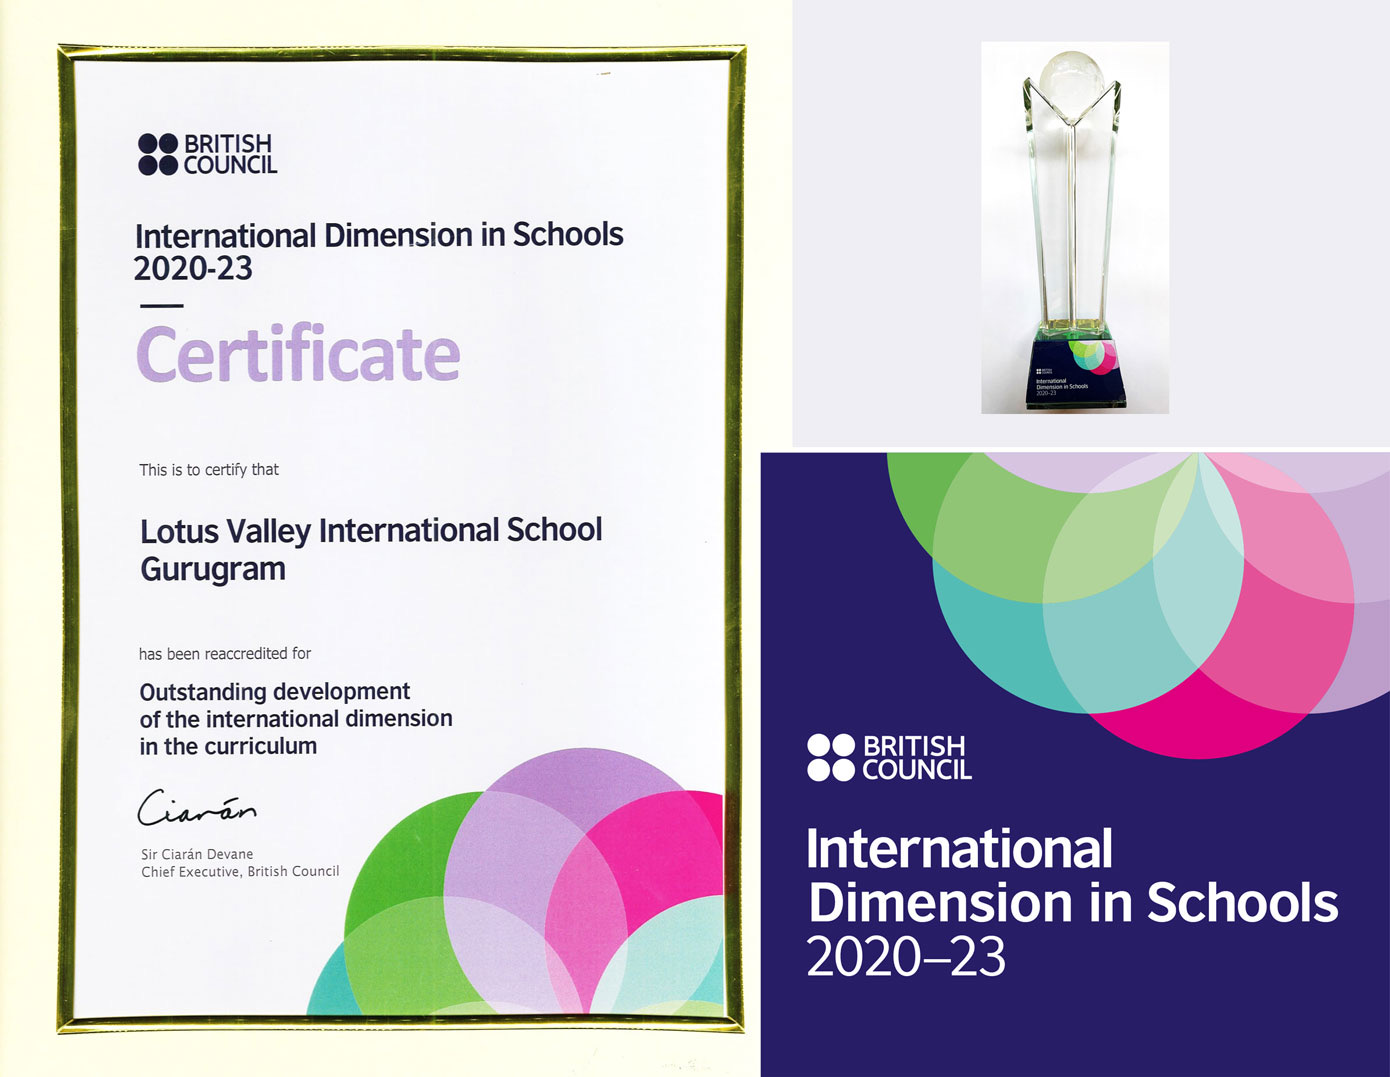 BRITISH
COUNCIL
International Dimension in Schools
2020-23
Certificate
This is to certify that
Lotus Valley International School
Gurugram
has been reaccredited for
Outstanding development
of the international dimension
in the curriculum
Ciarán
Sir Ciarán Devane
Chief Executive, British Council
BRITISH
COUNCIL
International
Dimension in Schools
2020–23
BRITISH
COUNCIL
International
Dimension in Schools
2020–23